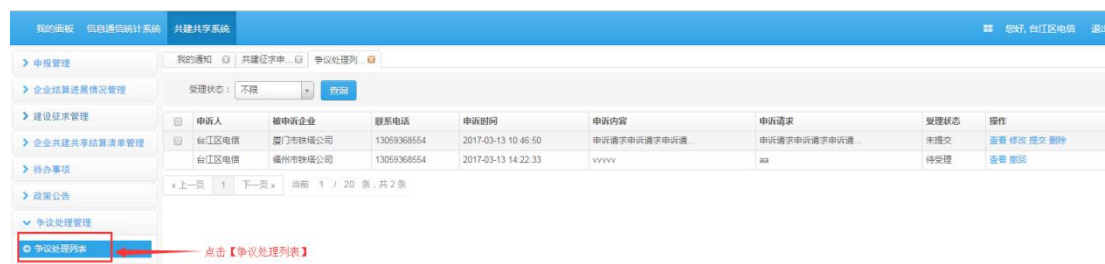 我的面板 信息通信统计系统 共建共享系统 您好, 台江区电信
申报管理
企业结算进展情况管理
建设征求管理
企业共建共享结算清单管理
待办事项
政策公告
争议处理管理
争议处理列表
我的通知 共建征求申... 争议处理列...
受理状态: 不限 查询
申诉人 被申诉企业 联系电话 申诉时间 申诉内容 申诉请求 受理状态 操作
台江区电信 厦门市铁塔公司 13059368554 2017-03-13 10:46:50 申诉请求申诉请求申诉请... 申诉请求申诉请求申诉请... 未提交 查看 修改 提交 删除
台江区电信 福州市铁塔公司 13059368554 2017-03-13 14:22:33 vvvvv aa 待受理 查看 撤回
« 上一页 1 下一页 » 当前 1 / 20 条, 共 2 条
点击【争议处理列表】